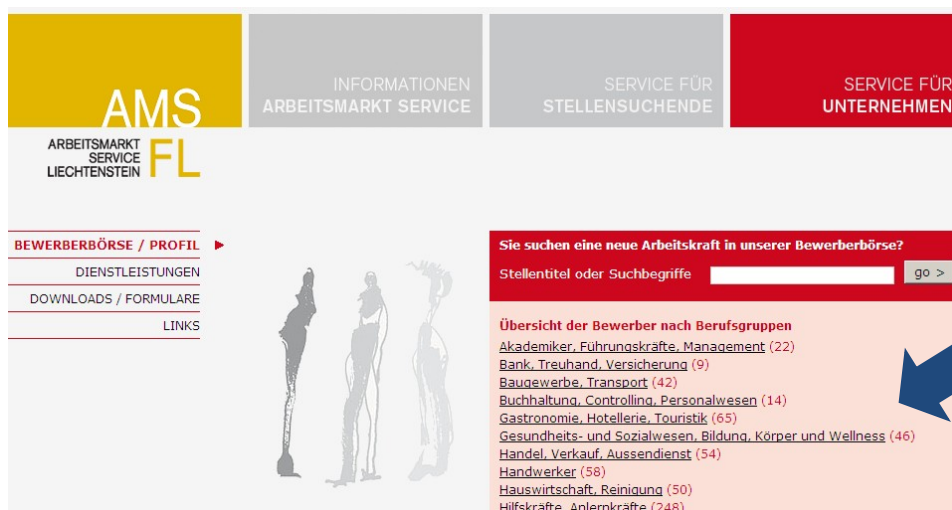 AMS
ARBEITSMARKT
SERVICE
LIECHTENSTEIN
FL
INFORMATIONEN
ARBEITSMARKT SERVICE
SERVICE FÜR
STELLENSUCHENDE
SERVICE FÜR
UNTERNEHMEN
BEWERBERBÖRSE / PROFIL
DIENSTLEISTUNGEN
DOWNLOADS / FORMULARE
LINKS
Sie suchen eine neue Arbeitskraft in unserer Bewerberbörse?
Stellentitel oder Suchbegriffe
go >
Übersicht der Bewerber nach Berufsgruppen
Akademiker, Führungskräfte, Management (22)
Bank, Treuhand, Versicherung (9)
Baugewerbe, Transport (42)
Buchhaltung, Controlling, Personalwesen (14)
Gastronomie, Hotellerie, Touristik (65)
Gesundheits- und Sozialwesen, Bildung, Körper und Wellness (46)
Handel, Verkauf, Aussendienst (54)
Handwerker (58)
Hauswirtschaft, Reinigung (50)
Hilfskräfte, Anlernkräfte (248)